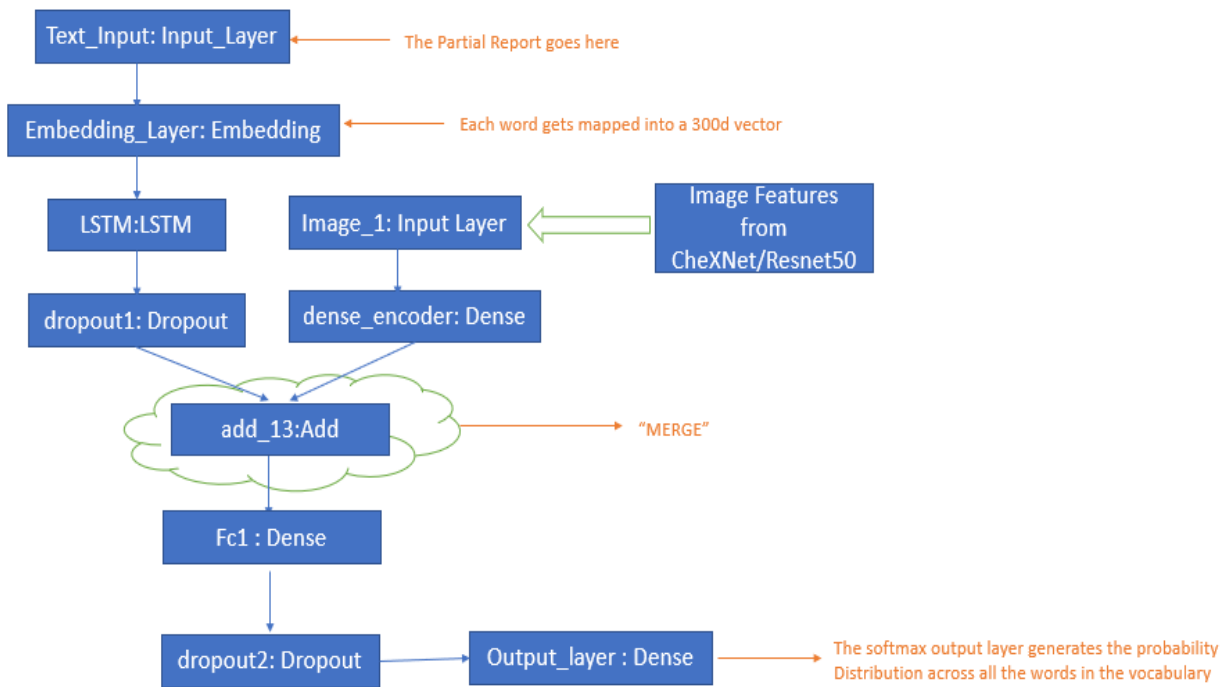 Text_Input: Input_Layer
The Partial Report goes here
Embedding_Layer: Embedding
Each word gets mapped into a 300d vector
LSTM:LSTM
Image_1: Input Layer
Image Features
from
CheXNet/Resnet50
dropout1: Dropout
dense_encoder: Dense
add_13:Add
“MERGE”
Fc1 : Dense
dropout2: Dropout
Output_layer : Dense
The softmax output layer generates the probability
Distribution across all the words in the vocabulary